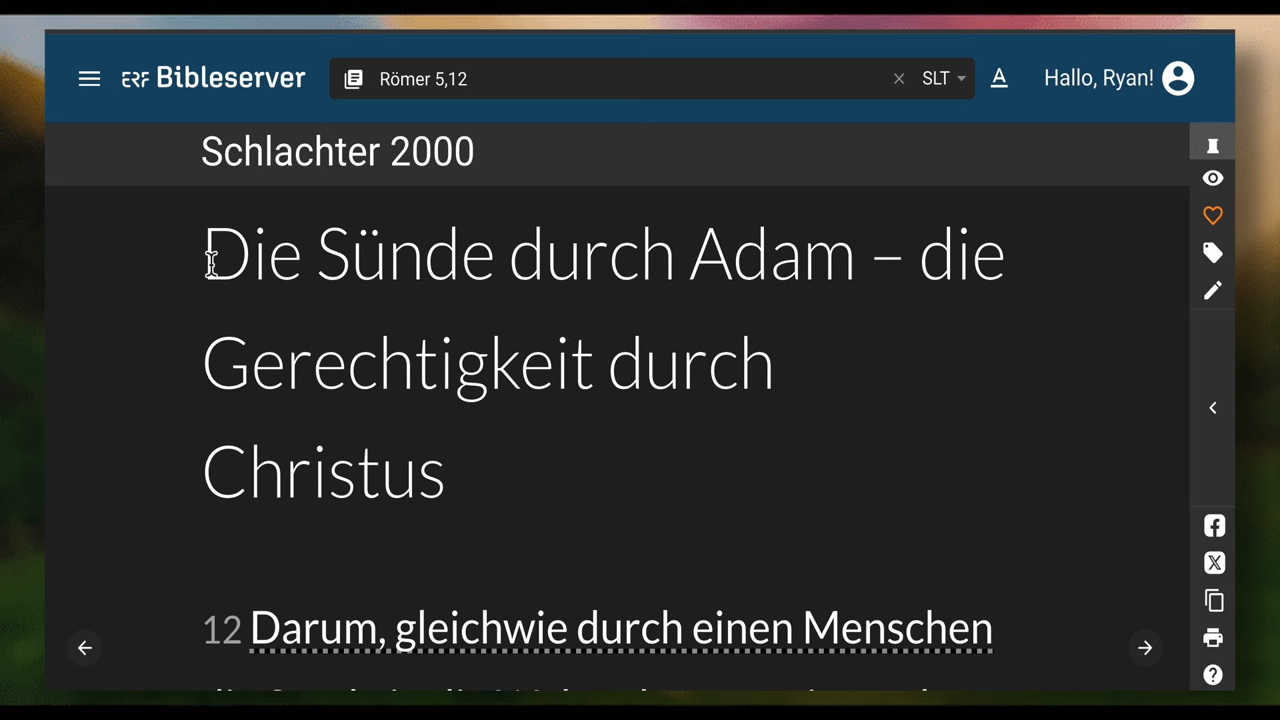 ERF Bibleserver
Römer 5,12
SLT
A
Hallo, Ryan!
Schlachter 2000
Die Sünde durch Adam – die
Gerechtigkeit durch
Christus
12 Darum, gleichwie durch einen Menschen